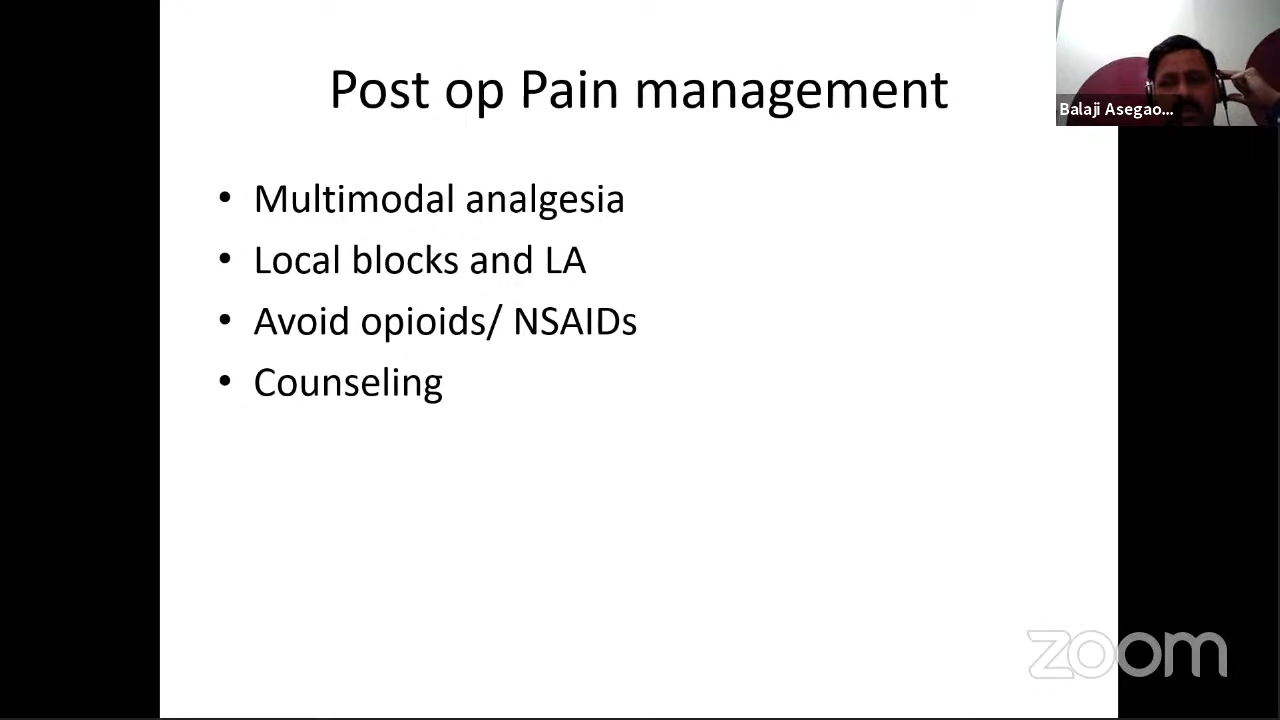 Post op Pain management
Balaji Asegao...
• Multimodal analgesia
• Local blocks and LA
• Avoid opioids/ NSAIDs
• Counseling
zoom